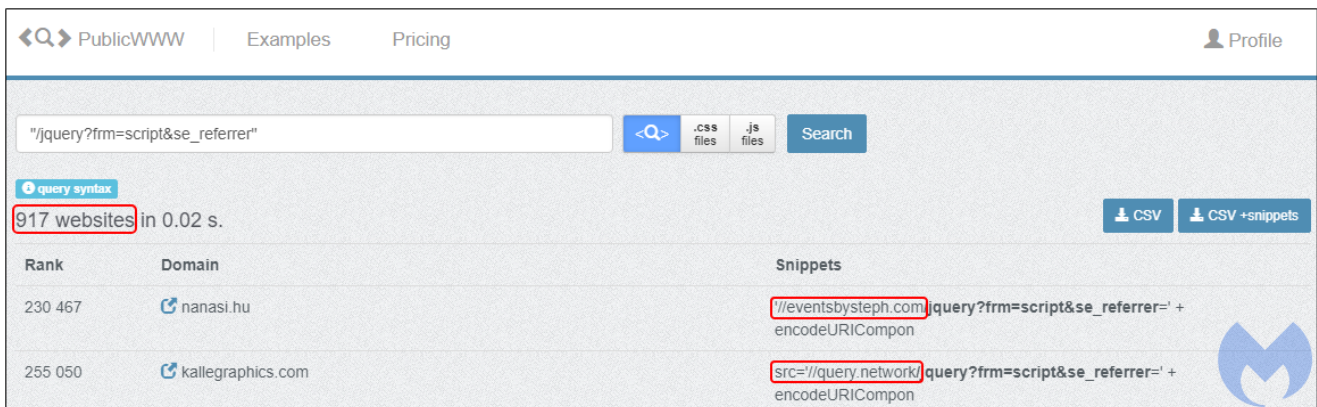 PublicWWW Examples Pricing Profile
"/jquery?frm=script&se_referrer"
<Q> .css files .js files Search
query syntax
917 websites in 0.02 s.
CSV CSV +snippets
Rank Domain Snippets
230 467 nanasi.hu '//eventsbysteph.com/jquery?frm=script&se_referrer=' +
encodeURICompon
255 050 kallegraphics.com src='//query.network/jquery?frm=script&se_referrer=' +
encodeURICompon